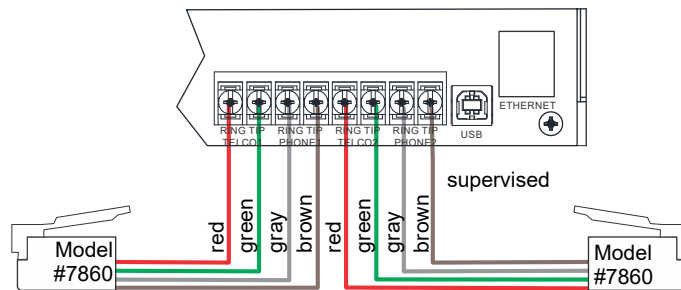 ETHERNET
USB
RING TIP RING TIP RING TIP RING TIP
TELCO1 PHONE1 TELCO2 PHONE2
supervised
red
green
gray
brown
red
green
gray
brown
Model
#7860
Model
#7860